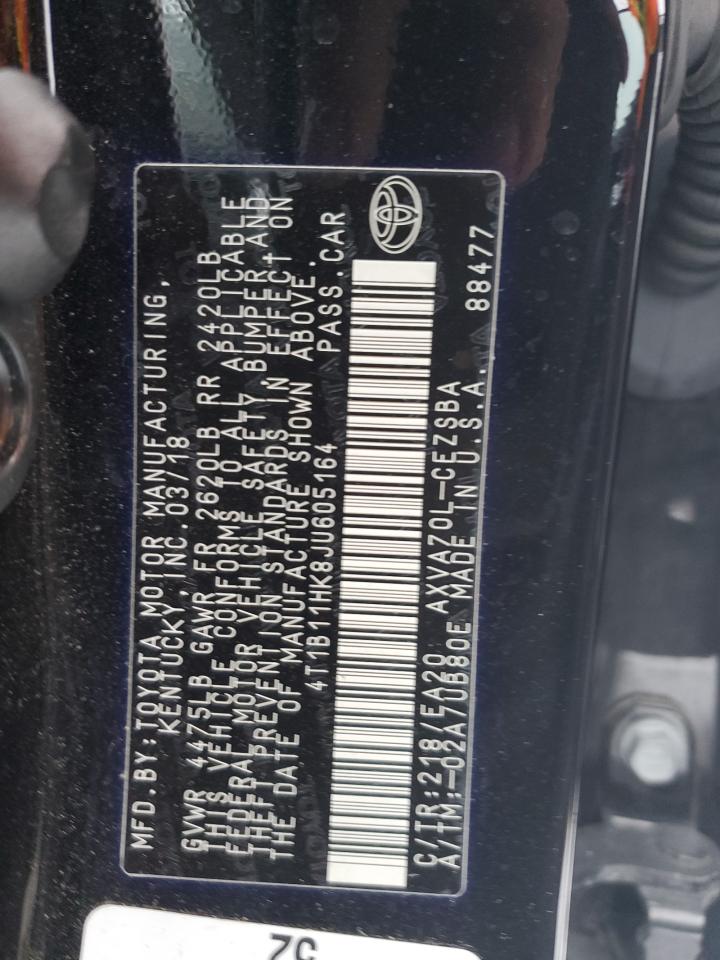 MFD.BY:TOYOTA MOTOR MANUFACTURING,
KENTUCKY, INC.03/18
GVWR 4475LB GAWR FR 2620LB RR 2420LB
THIS VEHICLE CONFORMS TO ALL APPLICABLE
FEDERAL MOTOR VEHICLE SAFETY, BUMPER, AND
THEFT PREVENTION STANDARDS IN EFFECT ON
THE DATE OF MANUFACTURE SHOWN ABOVE.
4T1B11HK8JU605164 PASS.CAR
C/TR:218/EA20 AXVA70L-CEZSBA
A/TM:-02A/UB80E MADE IN U.S.A. 88477